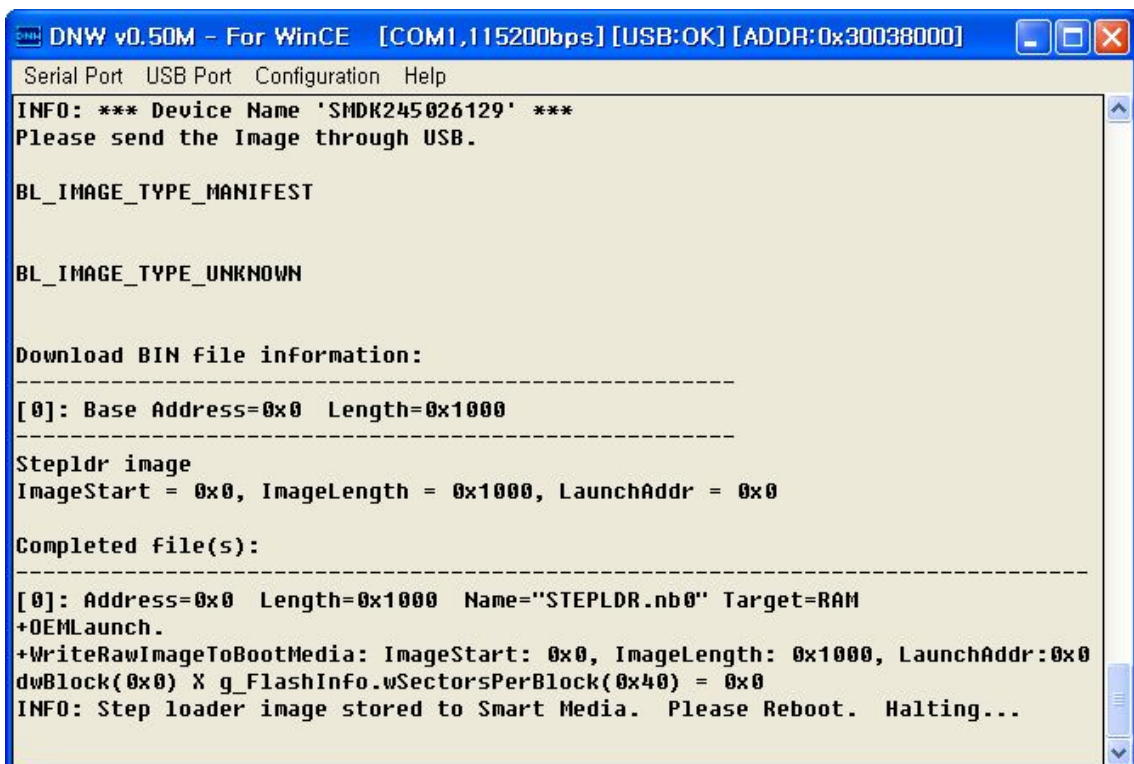 DNW v0.50M - For WinCE [COM1,115200bps] [USB:OK] [ADDR:0x30038000]
Serial Port USB Port Configuration Help
INFO: *** Device Name 'SMDK245026129' ***
Please send the Image through USB.
BL_IMAGE_TYPE_MANIFEST
BL_IMAGE_TYPE_UNKNOWN
Download BIN file information:
-----------------------------------------------------
[0]: Base Address=0x0  Length=0x1000
-----------------------------------------------------
Stepldr image
ImageStart = 0x0, ImageLength = 0x1000, LaunchAddr = 0x0
Completed file(s):
-------------------------------------------------------------------------------
[0]: Address=0x0  Length=0x1000  Name="STEPLDR.nb0" Target=RAM
+OEMLaunch.
+WriteRawImageToBootMedia: ImageStart: 0x0, ImageLength: 0x1000, LaunchAddr:0x0
dwBlock(0x0) X g_FlashInfo.wSectorsPerBlock(0x40) = 0x0
INFO: Step loader image stored to Smart Media.  Please Reboot.  Halting...